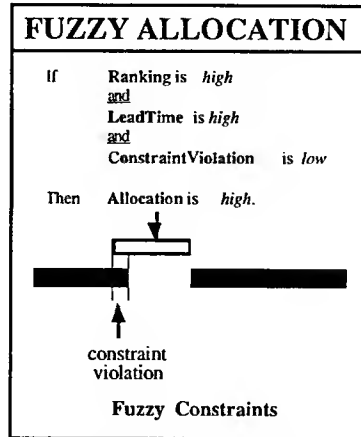 FUZZY ALLOCATION
If Ranking is high
and
LeadTime is high
and
ConstraintViolation is low
Then Allocation is high.
constraint
violation
Fuzzy Constraints